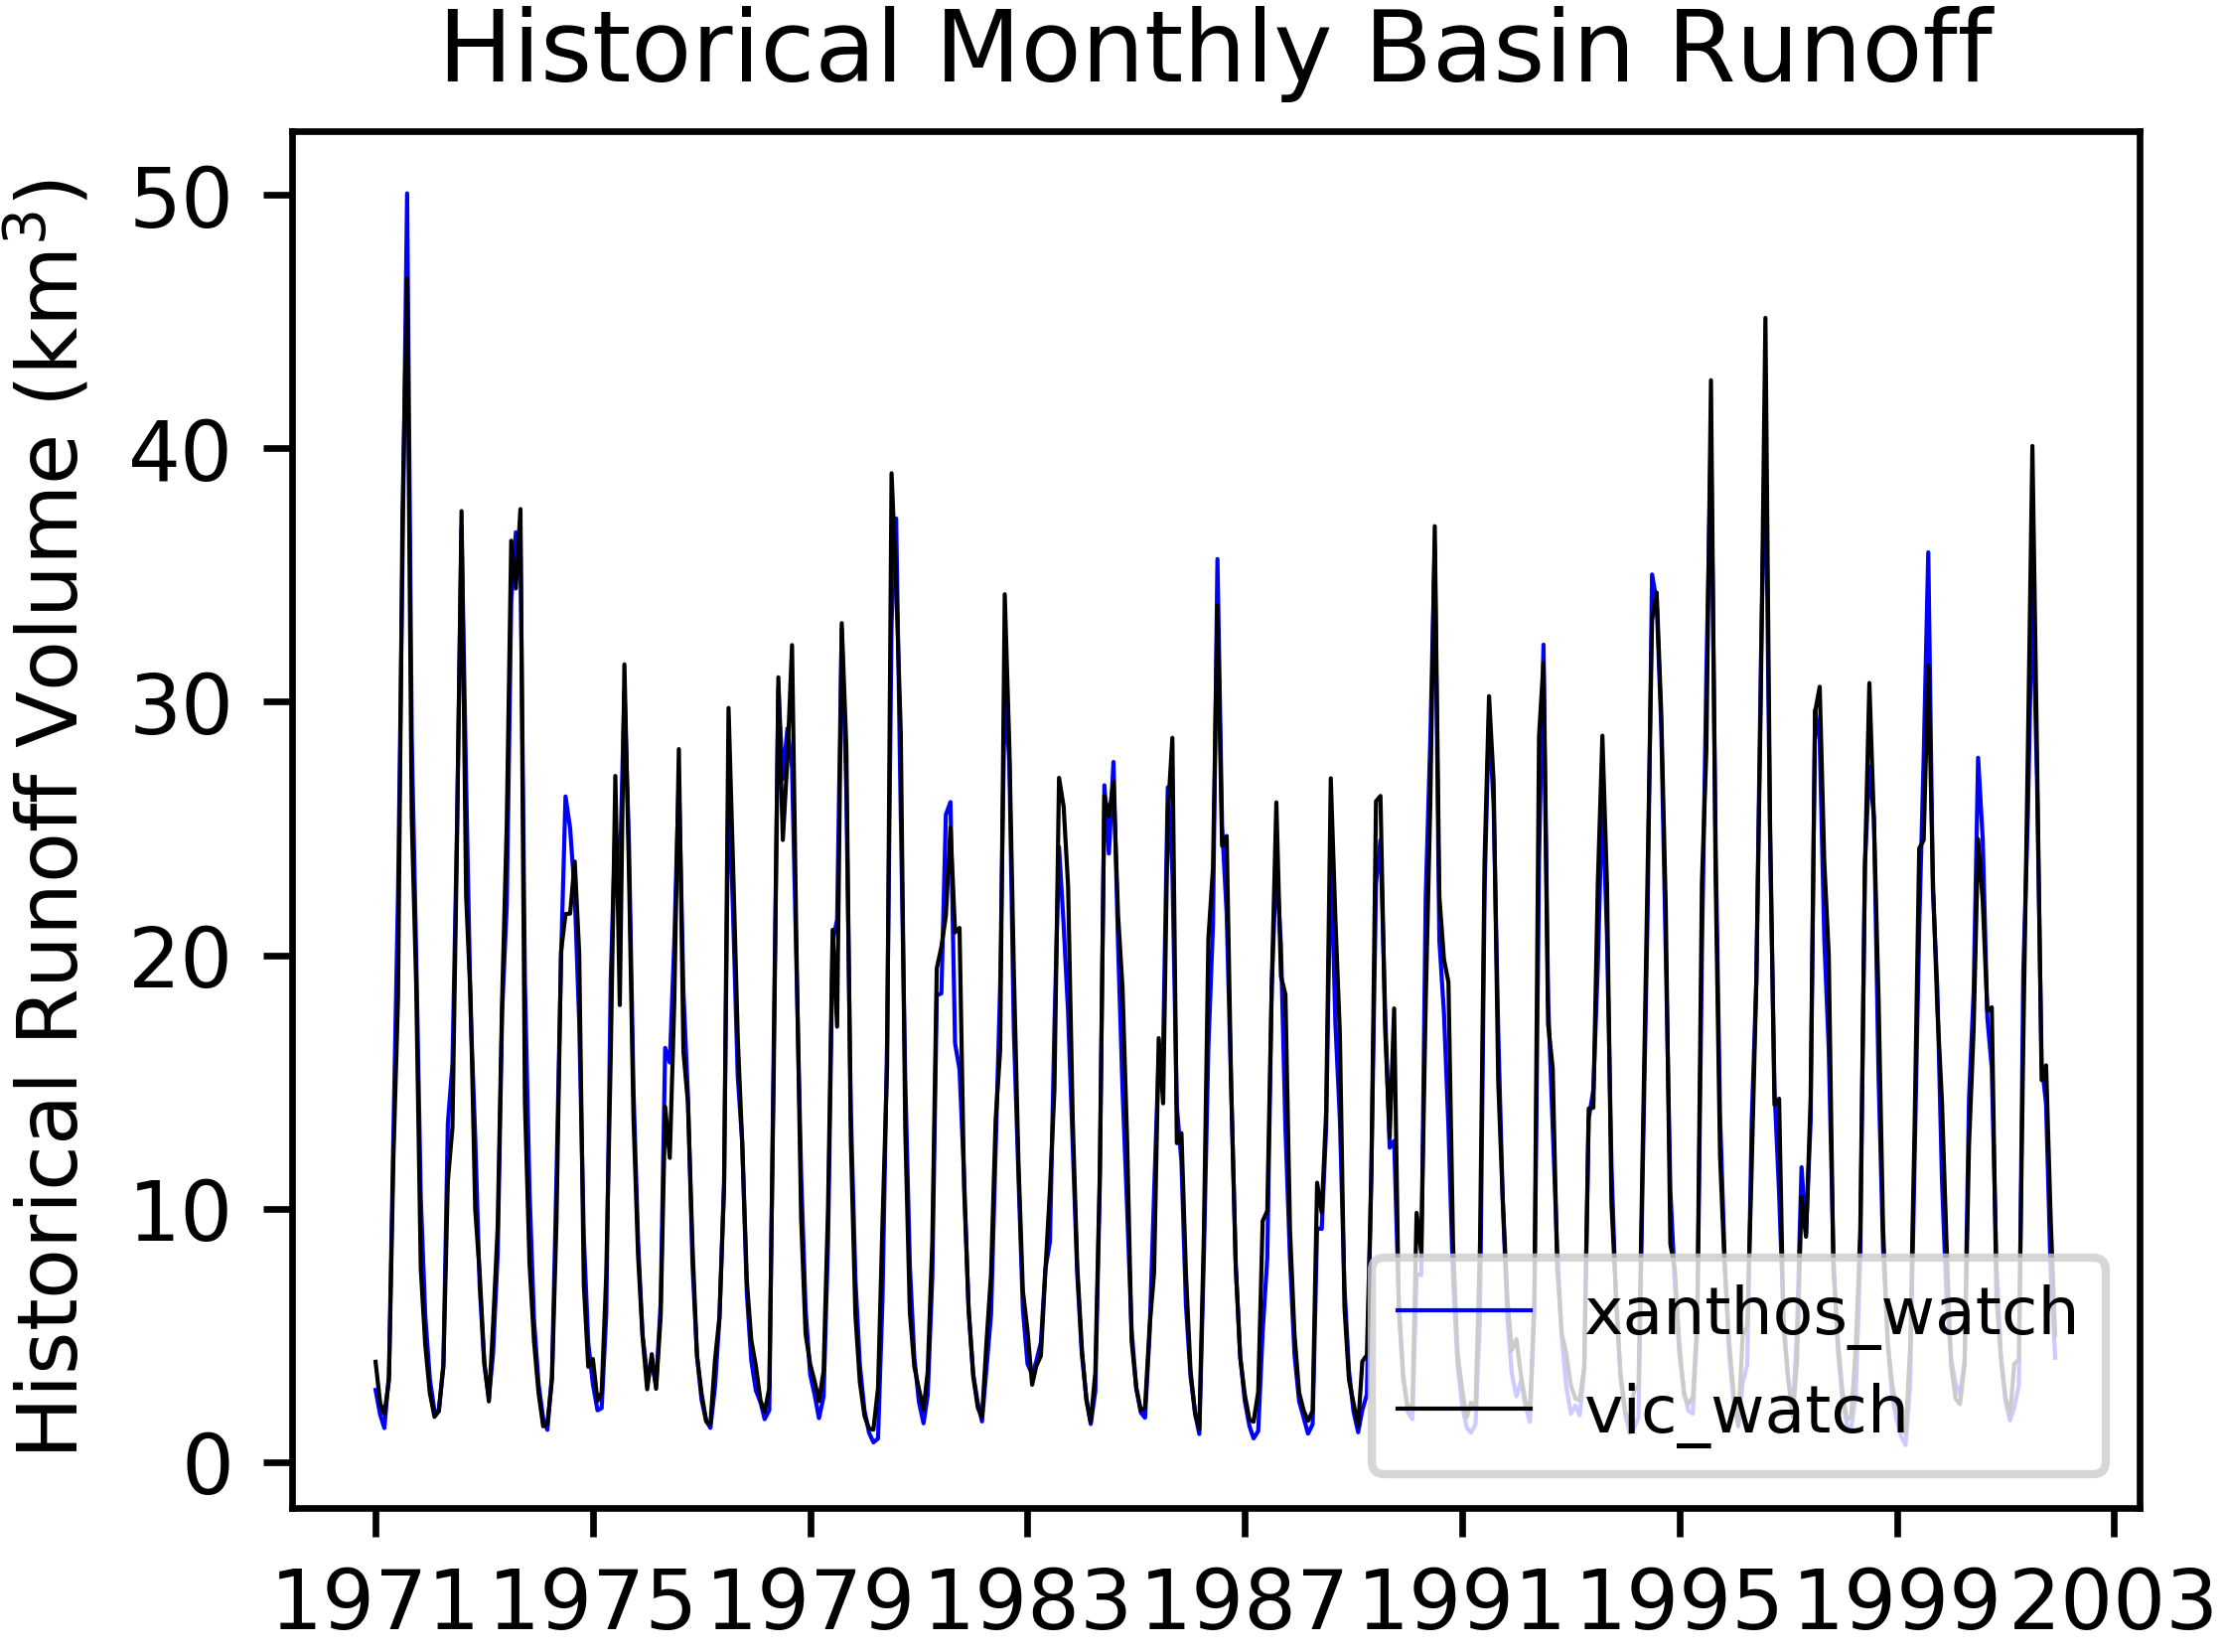 Historical Monthly Basin Runoff
Historical Runoff Volume (km³)
50
40
30
20
10
0
xanthos_watch
vic_watch
1971 1975 1979 1983 1987 1991 1995 1999 2003